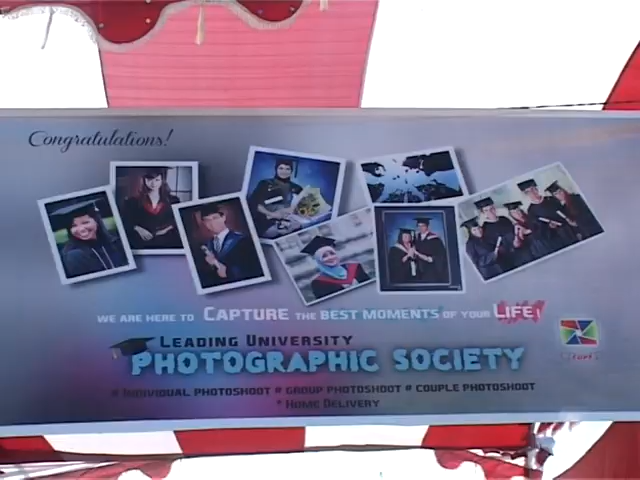 Congratulations!
WE ARE HERE TO CAPTURE THE BEST MOMENTS OF YOUR LIFE!
LEADING UNIVERSITY
PHOTOGRAPHIC SOCIETY
# INDIVIDUAL PHOTOSHOOT # GROUP PHOTOSHOOT # COUPLE PHOTOSHOOT
* HOME DELIVERY